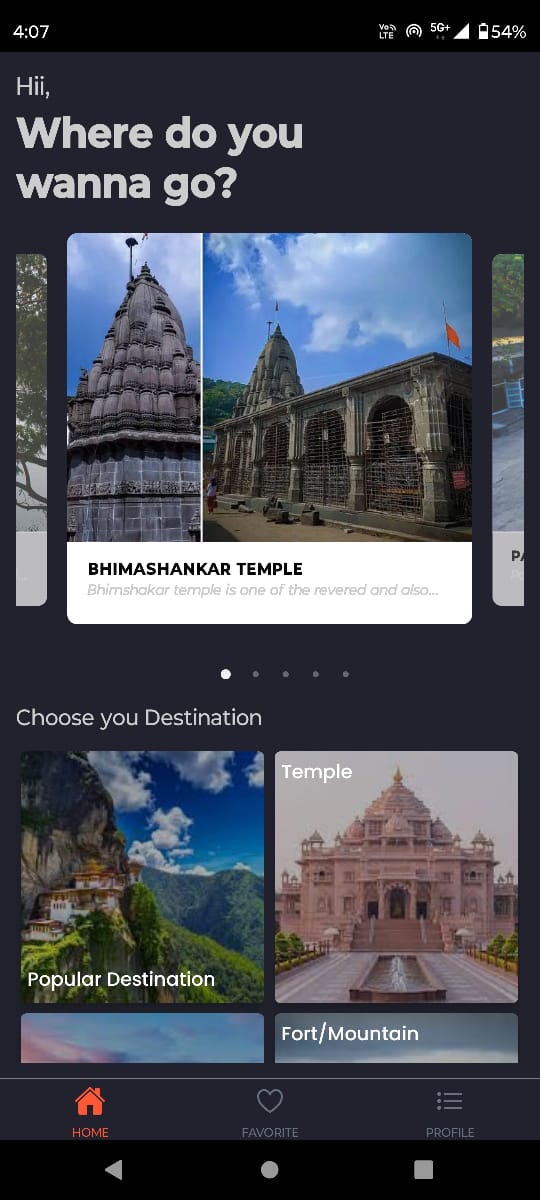 4:07
Vo LTE 5G+ 54%
Hii,
Where do you
wanna go?
BHIMASHANKAR TEMPLE
Bhimshakar temple is one of the revered and also...
PA
Choose you Destination
Temple
Popular Destination
Fort/Mountain
HOME FAVORITE PROFILE